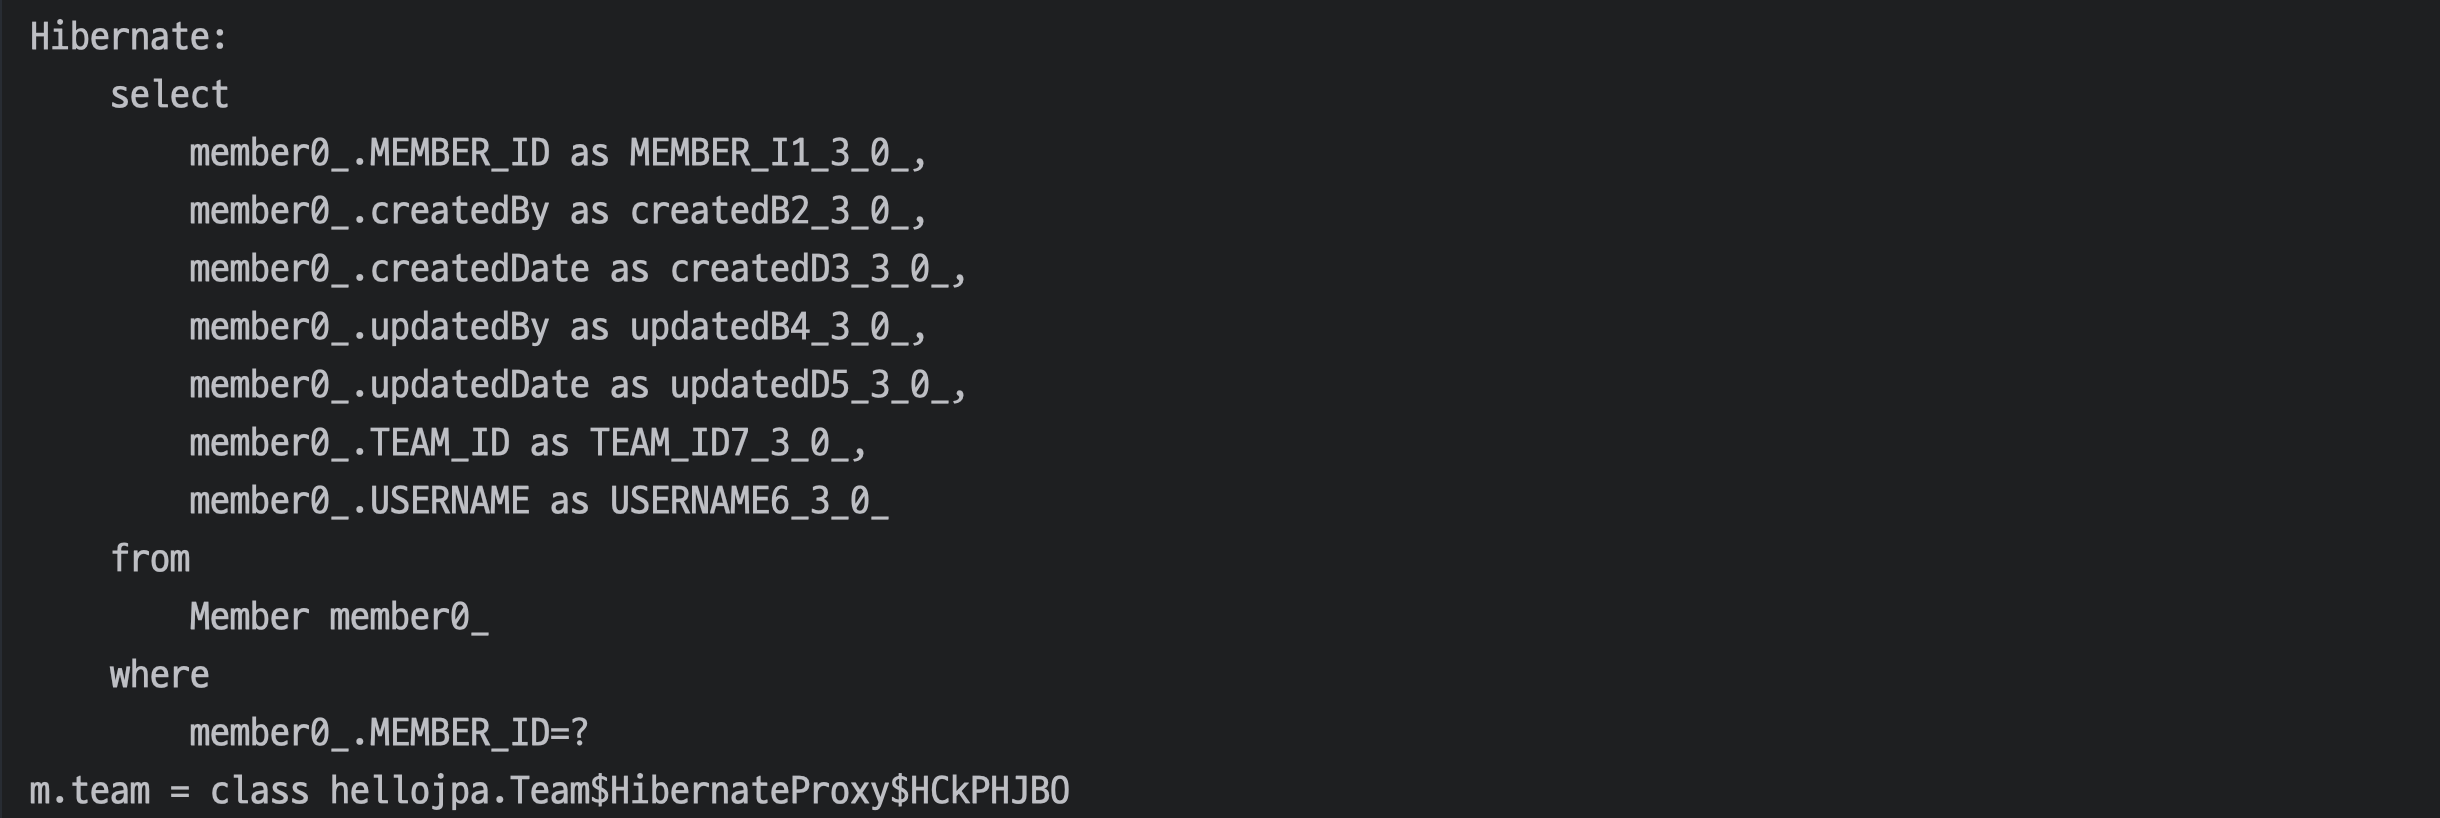 Hibernate:
    select
        member0_.MEMBER_ID as MEMBER_I1_3_0_,
        member0_.createdBy as createdB2_3_0_,
        member0_.createdDate as createdD3_3_0_,
        member0_.updatedBy as updatedB4_3_0_,
        member0_.updatedDate as updatedD5_3_0_,
        member0_.TEAM_ID as TEAM_ID7_3_0_,
        member0_.USERNAME as USERNAME6_3_0_
    from
        Member member0_
    where
        member0_.MEMBER_ID=?
m.team = class hellojpa.Team$HibernateProxy$HCkPHJBO